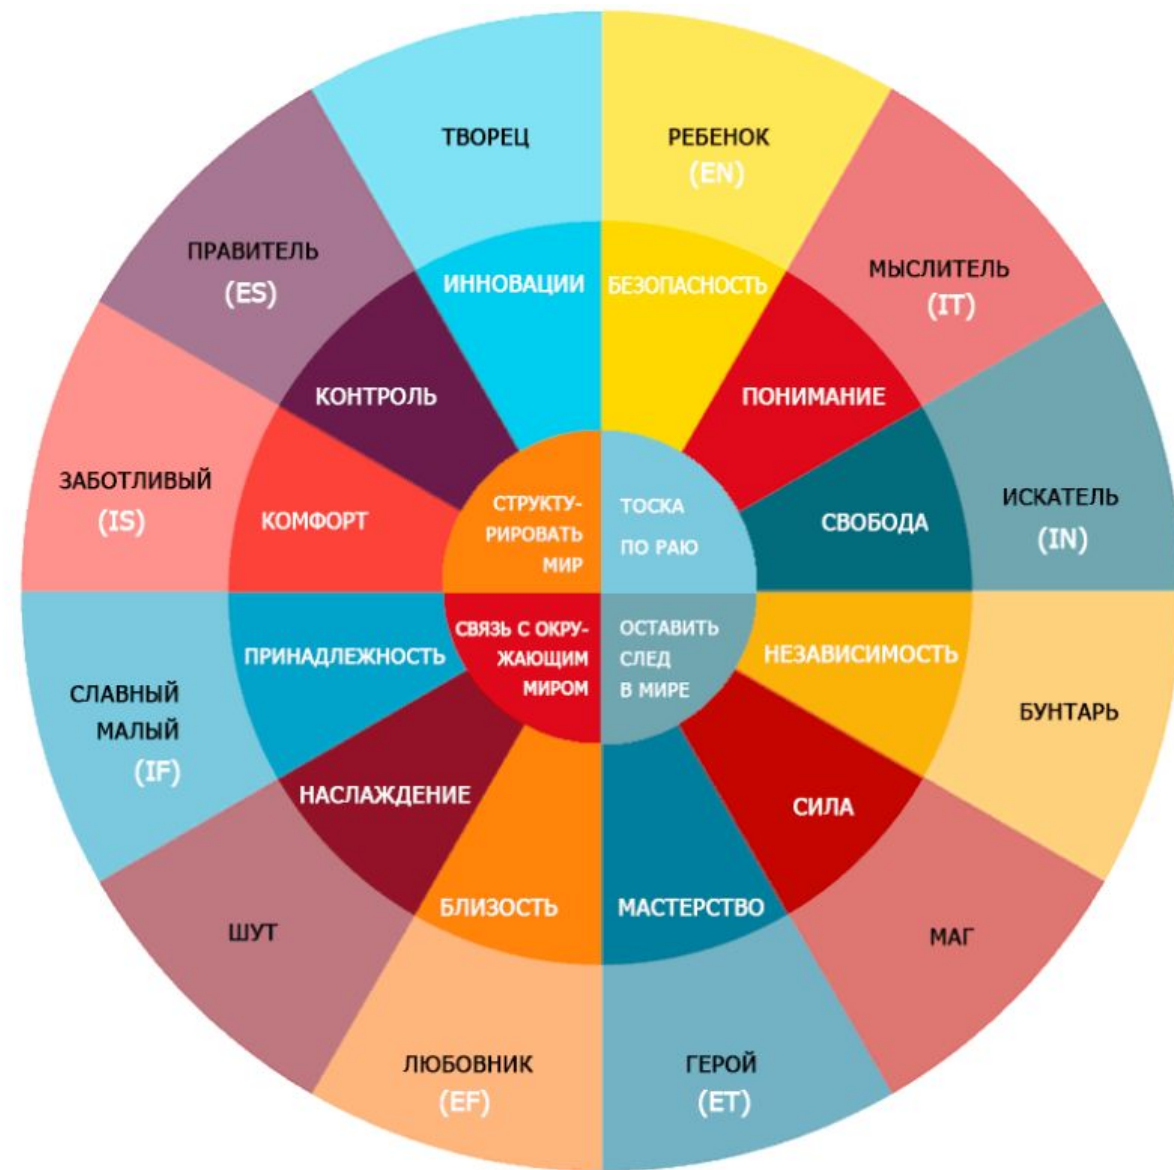 ТВОРЕЦ
РЕБЕНОК
(EN)
МЫСЛИТЕЛЬ
(IT)
ИСКАТЕЛЬ
(IN)
БУНТАРЬ
МАГ
ГЕРОЙ
(ET)
ЛЮБОВНИК
(EF)
ШУТ
СЛАВНЫЙ
МАЛЫЙ
(IF)
ЗАБОТЛИВЫЙ
(IS)
ПРАВИТЕЛЬ
(ES)
ИННОВАЦИИ
БЕЗОПАСНОСТЬ
ПОНИМАНИЕ
СВОБОДА
НЕЗАВИСИМОСТЬ
СИЛА
МАСТЕРСТВО
БЛИЗОСТЬ
НАСЛАЖДЕНИЕ
ПРИНАДЛЕЖНОСТЬ
КОМФОРТ
КОНТРОЛЬ
СТРУКТУ-
РИРОВАТЬ
МИР
ТОСКА
ПО РАЮ
СВЯЗЬ С ОКРУ-
ЖАЮЩИМ
МИРОМ
ОСТАВИТЬ
СЛЕД
В МИРЕ